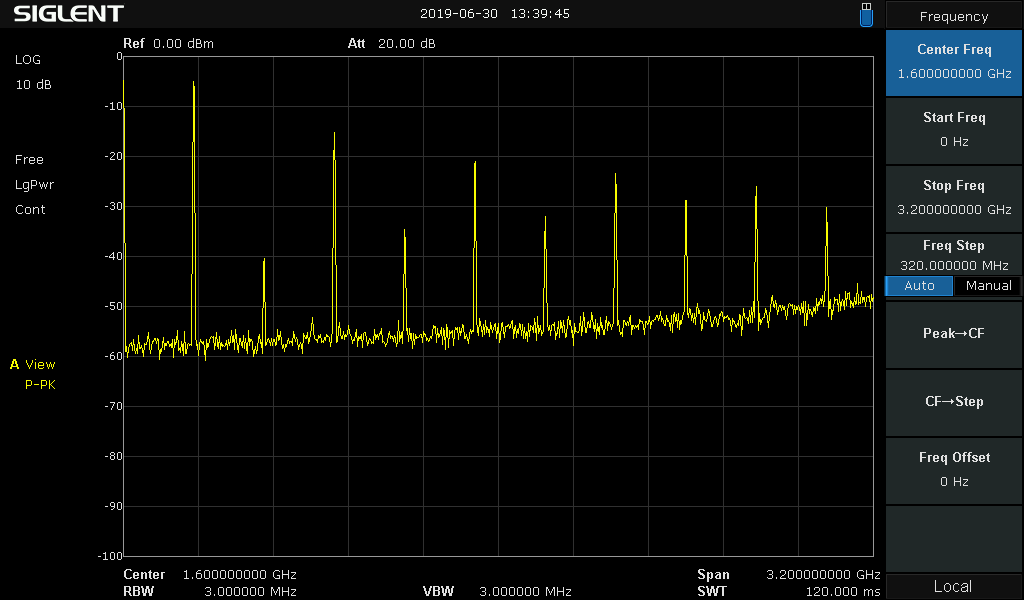 SIGLENT
2019-06-30 13:39:45
Frequency
Ref 0.00 dBm Att 20.00 dB
LOG
10 dB
Free
LgPwr
Cont
A View
P-PK
0
-10
-20
-30
-40
-50
-60
-70
-80
-90
-100
Center 1.600000000 GHz Span 3.200000000 GHz
RBW 3.000000 MHz VBW 3.000000 MHz SWT 120.000 ms
Center Freq
1.600000000 GHz
Start Freq
0 Hz
Stop Freq
3.200000000 GHz
Freq Step
320.000000 MHz
Auto Manual
Peak→CF
CF→Step
Freq Offset
0 Hz
Local